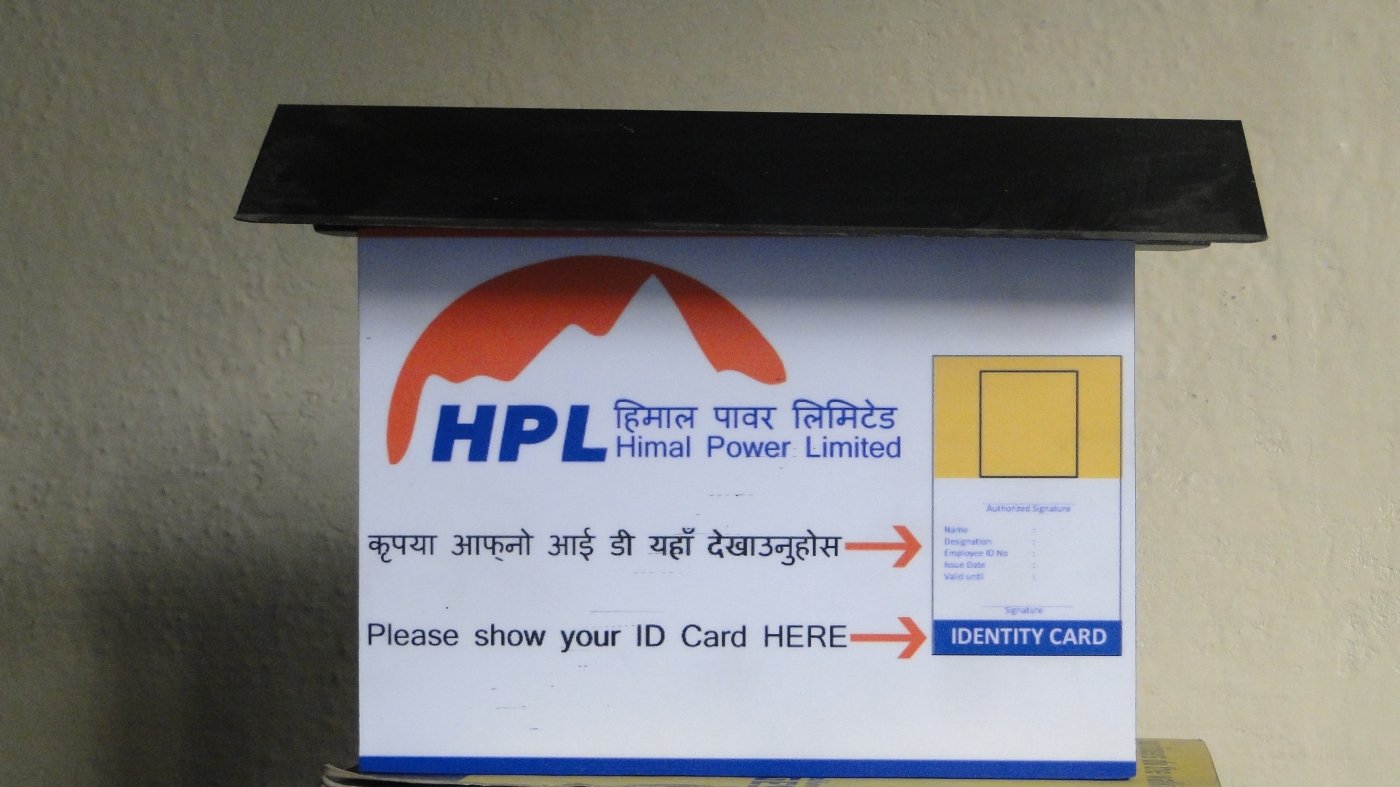 HPL
हिमाल पावर लिमिटेड
Himal Power Limited
कृपया आफ्‌नो आई डी यहाँ देखाउनुहोस
Please show your ID Card HERE
Authorized Signature
Name :
Designation :
Employee ID No :
Issue Date :
Valid until :
Signature
IDENTITY CARD